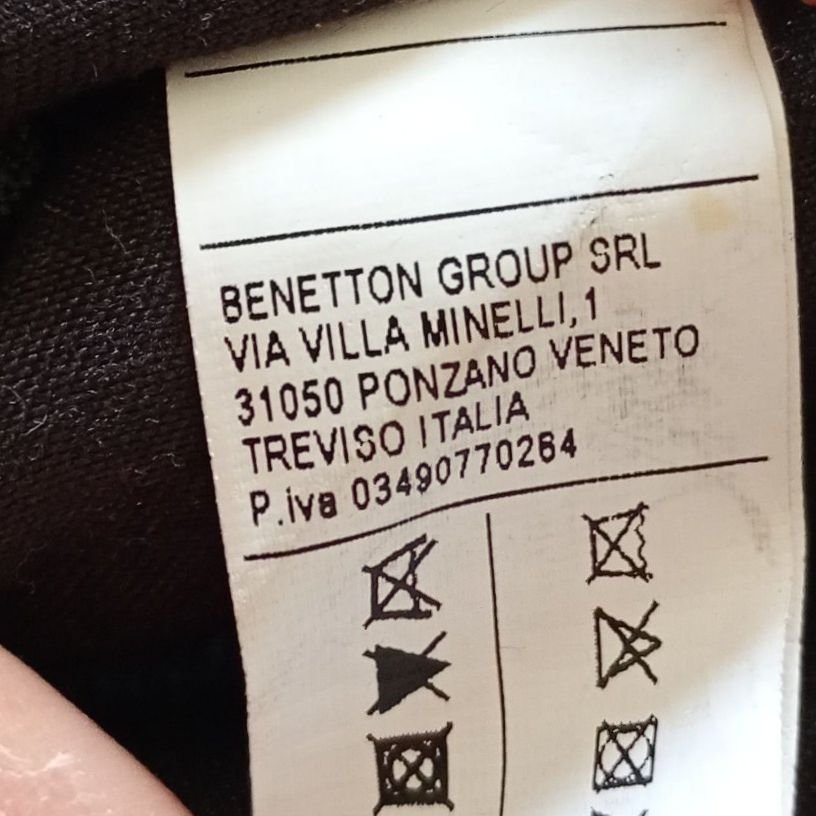 BENETTON GROUP SRL
VIA VILLA MINELLI,1
31050 PONZANO VENETO
TREVISO ITALIA
P.iva 03490770264